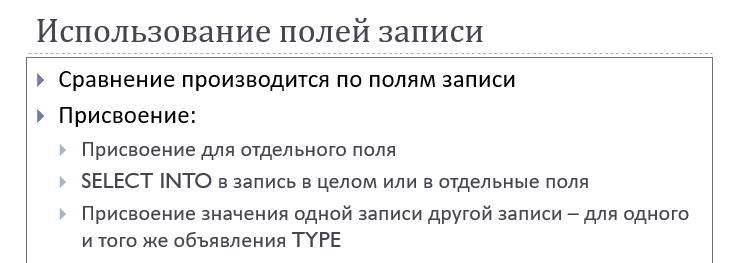 Использование полей записи
Сравнение производится по полям записи
Присвоение:
Присвоение для отдельного поля
SELECT INTO в запись в целом или в отдельные поля
Присвоение значения одной записи другой записи – для одного
и того же объявления TYPE